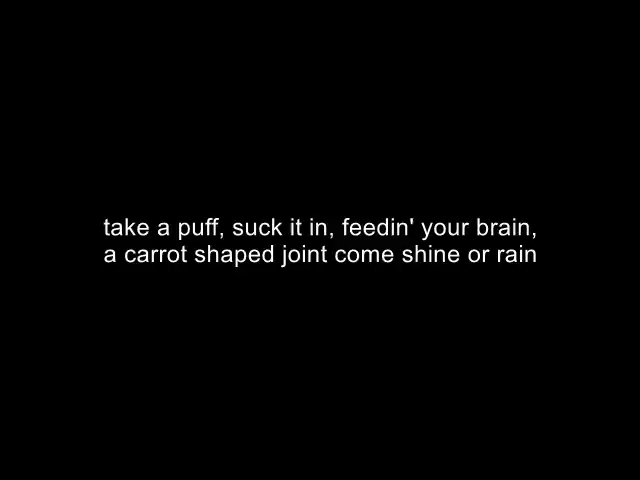 take a puff, suck it in, feedin' your brain,
a carrot shaped joint come shine or rain